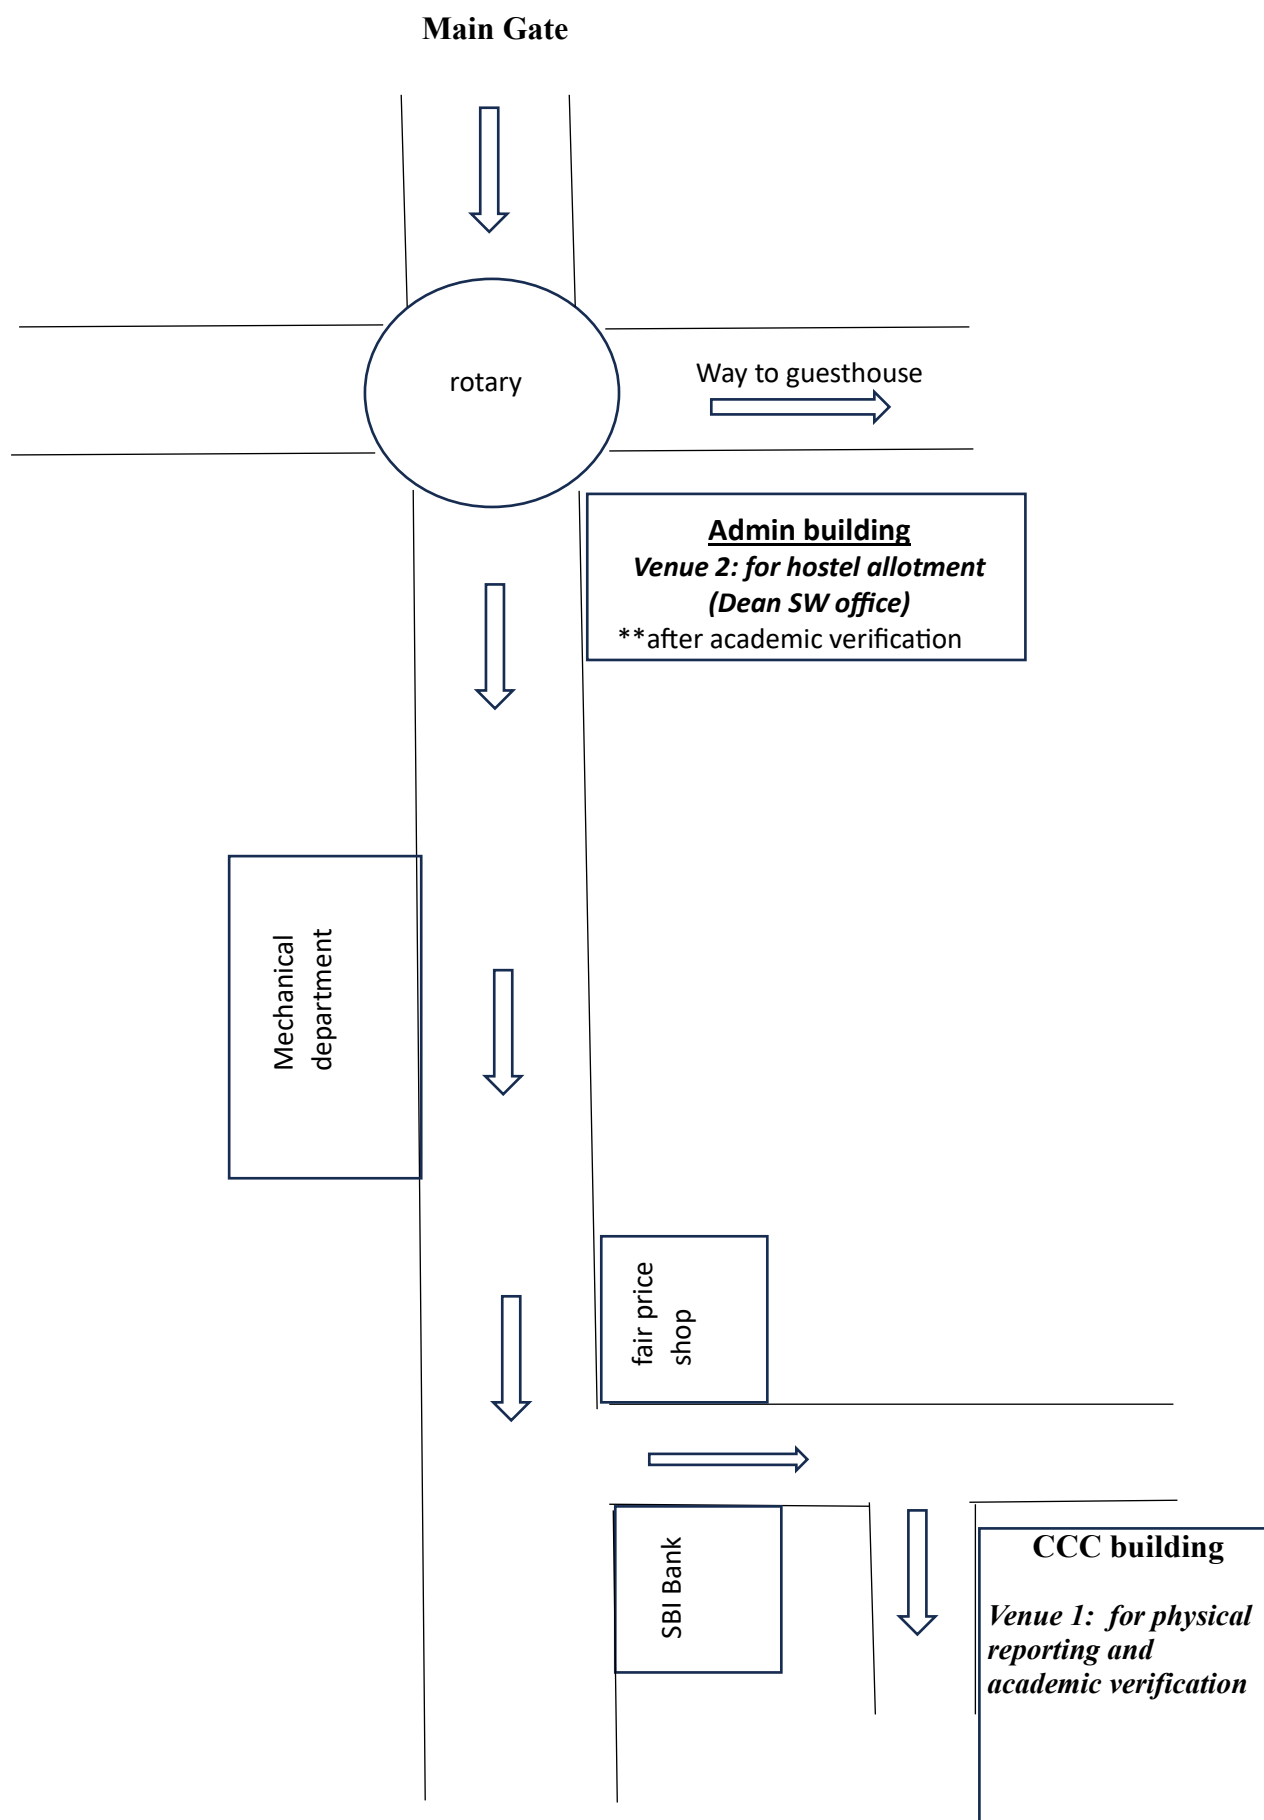 Main Gate
rotary
Way to guesthouse
Admin building
Venue 2: for hostel allotment
(Dean SW office)
**after academic verification
Mechanical
department
fair price
shop
SBI Bank
CCC building
Venue 1:  for physical
reporting and
academic verification